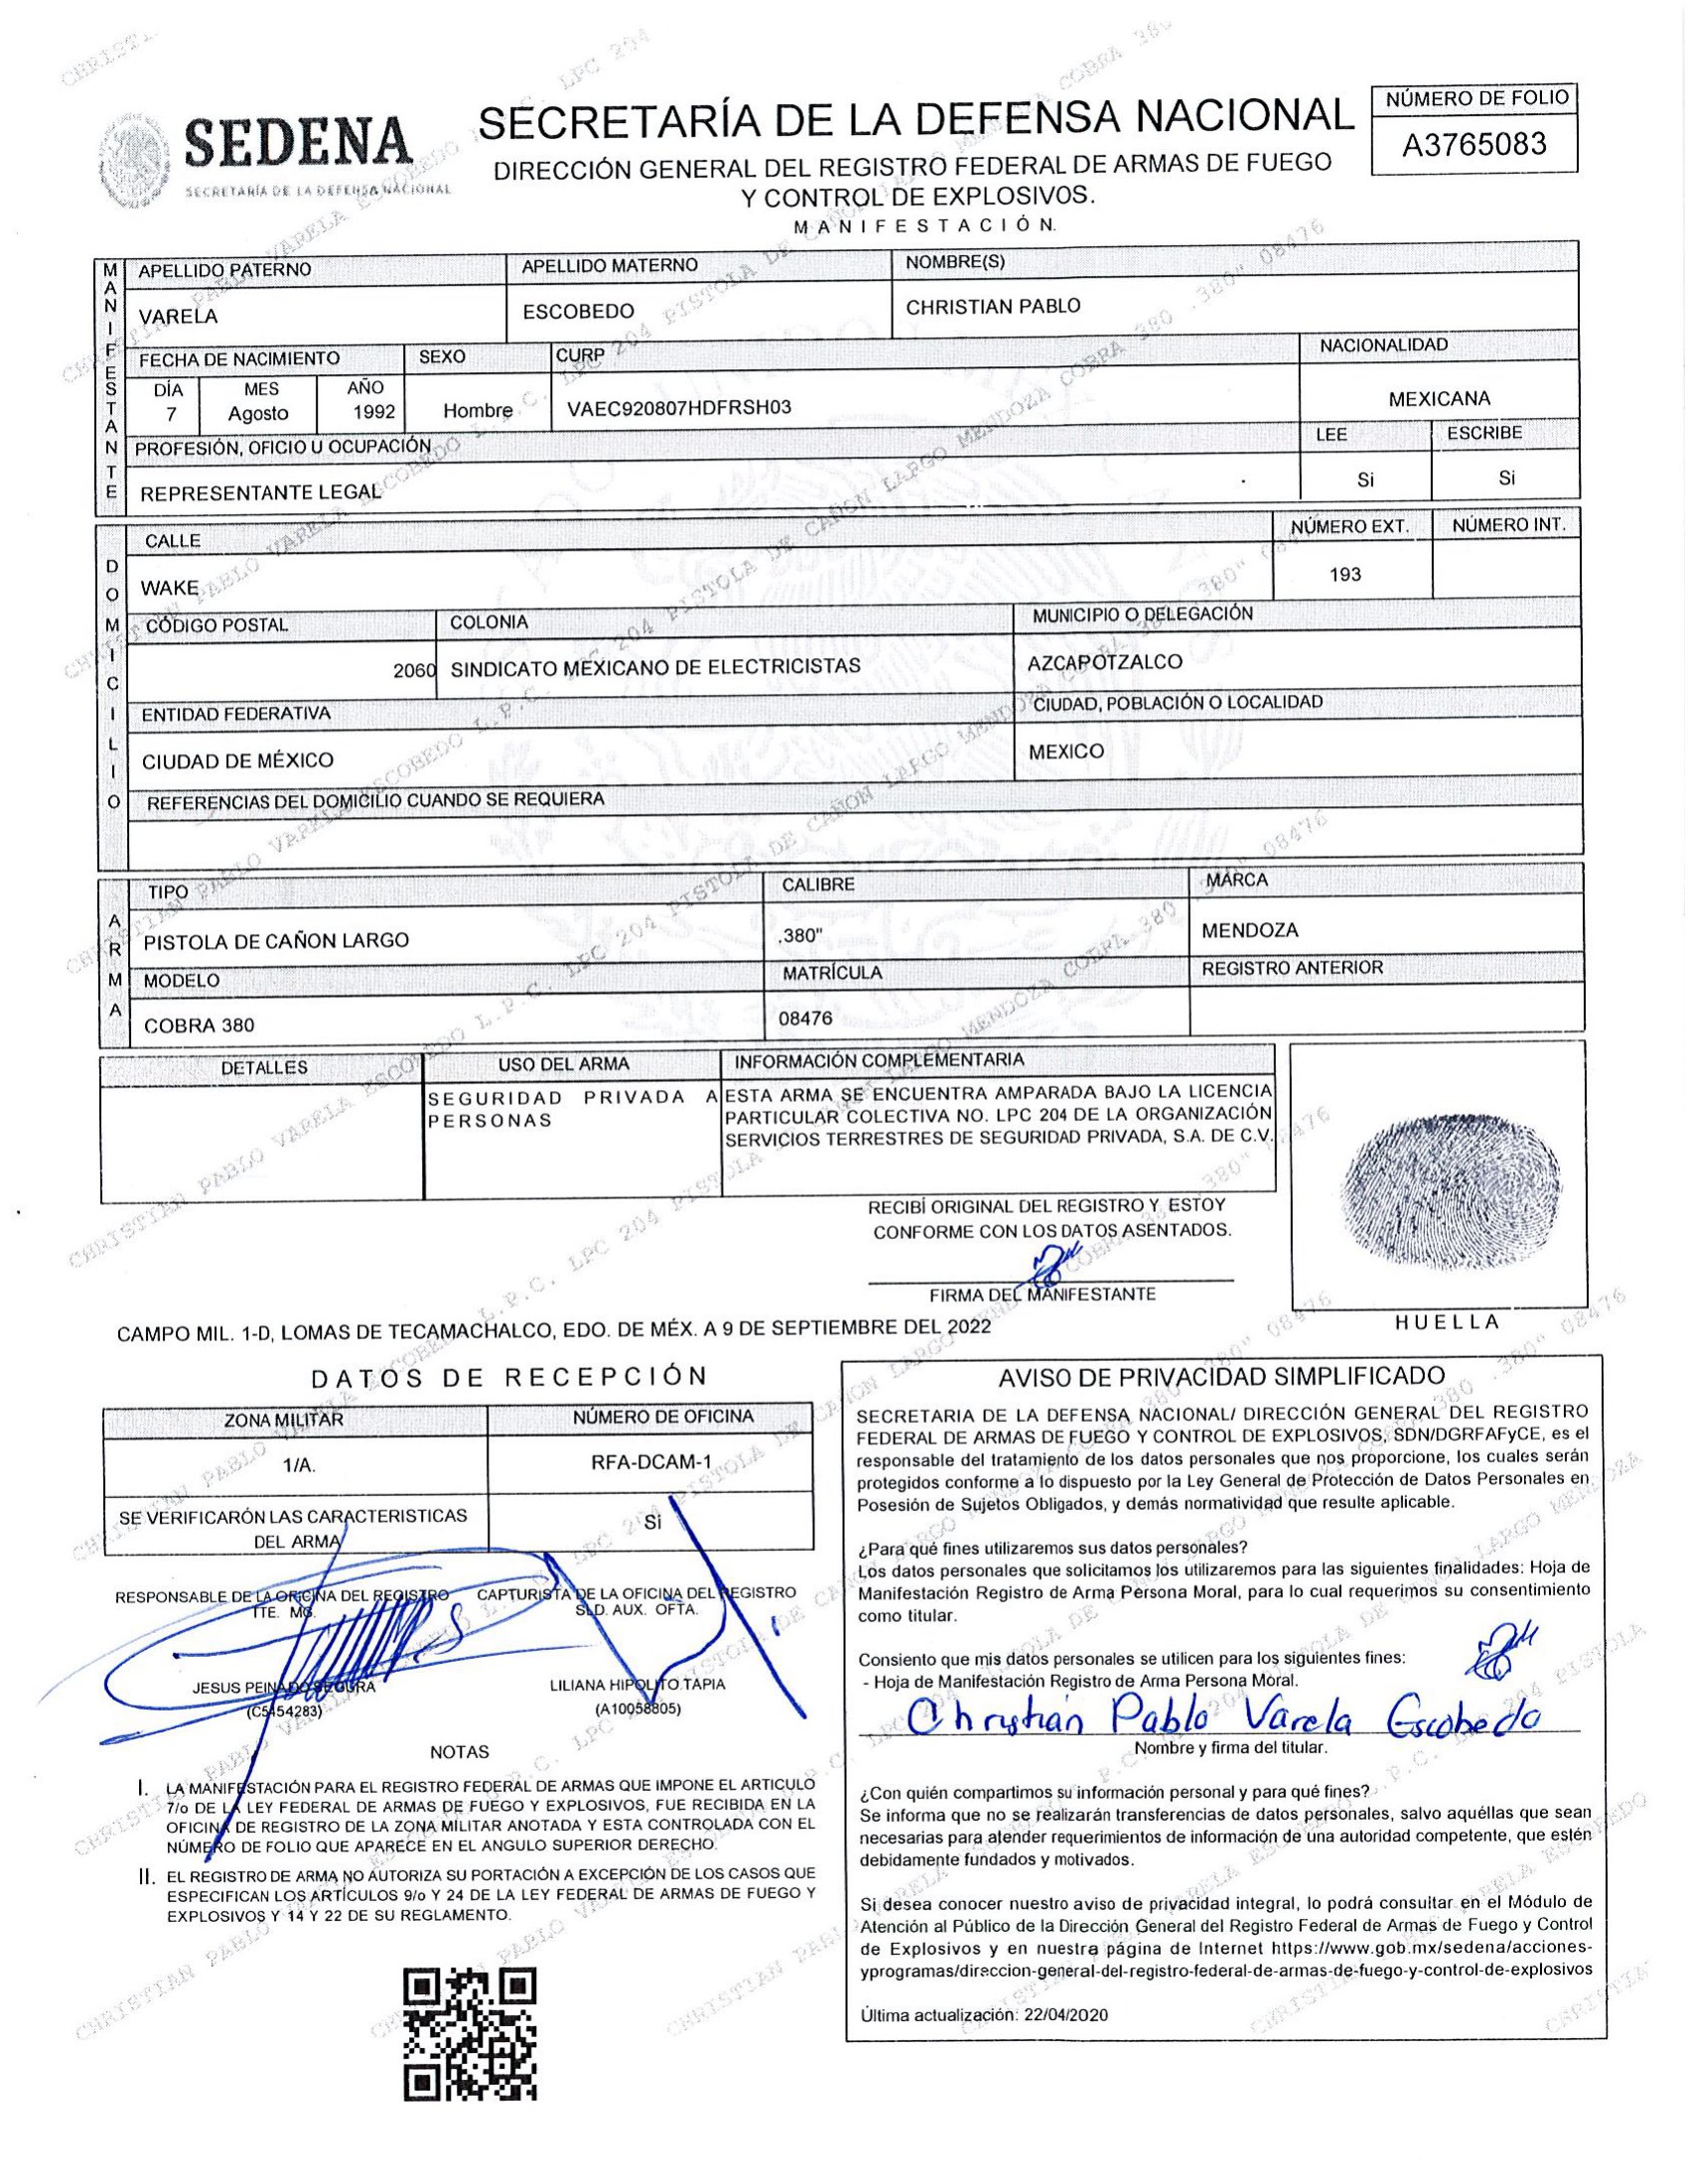 SEDENA
SECRETARÍA DE LA DEFENSA NACIONAL
SECRETARÍA DE LA DEFENSA NACIONAL
DIRECCIÓN GENERAL DEL REGISTRO FEDERAL DE ARMAS DE FUEGO
Y CONTROL DE EXPLOSIVOS.
MANIFESTACIÓN.
NÚMERO DE FOLIO
A3765083
MANIFESTANTE
APELLIDO PATERNO APELLIDO MATERNO NOMBRE(S)
VARELA ESCOBEDO CHRISTIAN PABLO
FECHA DE NACIMIENTO SEXO CURP NACIONALIDAD
DÍA MES AÑO
7 Agosto 1992 Hombre VAEC920807HDFRSH03 MEXICANA
PROFESIÓN, OFICIO U OCUPACIÓN LEE ESCRIBE
REPRESENTANTE LEGAL Si Si
DOMICILIO
CALLE NÚMERO EXT. NÚMERO INT.
WAKE 193
CÓDIGO POSTAL COLONIA MUNICIPIO O DELEGACIÓN
2060 SINDICATO MEXICANO DE ELECTRICISTAS AZCAPOTZALCO
ENTIDAD FEDERATIVA CIUDAD, POBLACIÓN O LOCALIDAD
CIUDAD DE MÉXICO MEXICO
REFERENCIAS DEL DOMICILIO CUANDO SE REQUIERA
ARMA
TIPO CALIBRE MARCA
PISTOLA DE CAÑON LARGO .380" MENDOZA
MODELO MATRÍCULA REGISTRO ANTERIOR
COBRA 380 08476
DETALLES USO DEL ARMA INFORMACIÓN COMPLEMENTARIA
SEGURIDAD PRIVADA A
PERSONAS
ESTA ARMA SE ENCUENTRA AMPARADA BAJO LA LICENCIA
PARTICULAR COLECTIVA NO. LPC 204 DE LA ORGANIZACIÓN
SERVICIOS TERRESTRES DE SEGURIDAD PRIVADA, S.A. DE C.V.
RECIBÍ ORIGINAL DEL REGISTRO Y ESTOY
CONFORME CON LOS DATOS ASENTADOS.
FIRMA DEL MANIFESTANTE
HUELLA
CAMPO MIL. 1-D, LOMAS DE TECAMACHALCO, EDO. DE MÉX. A 9 DE SEPTIEMBRE DEL 2022
DATOS DE RECEPCIÓN
ZONA MILITAR NÚMERO DE OFICINA
1/A. RFA-DCAM-1
SE VERIFICARÓN LAS CARACTERISTICAS
DEL ARMA
Si
RESPONSABLE DE LA OFICINA DEL REGISTRO
TTE. MG.
JESUS PEINADO SEGURA
(C5454283)
CAPTURISTA DE LA OFICINA DEL REGISTRO
SLD. AUX. OFTA.
LILIANA HIPOLITO TAPIA
(A10058805)
NOTAS
I. LA MANIFESTACIÓN PARA EL REGISTRO FEDERAL DE ARMAS QUE IMPONE EL ARTICULO
7/o DE LA LEY FEDERAL DE ARMAS DE FUEGO Y EXPLOSIVOS, FUE RECIBIDA EN LA
OFICINA DE REGISTRO DE LA ZONA MILITAR ANOTADA Y ESTA CONTROLADA CON EL
NÚMERO DE FOLIO QUE APARECE EN EL ANGULO SUPERIOR DERECHO.
II. EL REGISTRO DE ARMA NO AUTORIZA SU PORTACIÓN A EXCEPCIÓN DE LOS CASOS QUE
ESPECIFICAN LOS ARTÍCULOS 9/o Y 24 DE LA LEY FEDERAL DE ARMAS DE FUEGO Y
EXPLOSIVOS Y 14 Y 22 DE SU REGLAMENTO.
AVISO DE PRIVACIDAD SIMPLIFICADO
SECRETARIA DE LA DEFENSA NACIONAL/ DIRECCIÓN GENERAL DEL REGISTRO
FEDERAL DE ARMAS DE FUEGO Y CONTROL DE EXPLOSIVOS, SDN/DGRFAFyCE, es el
responsable del tratamiento de los datos personales que nos proporcione, los cuales serán
protegidos conforme a lo dispuesto por la Ley General de Protección de Datos Personales en
Posesión de Sujetos Obligados, y demás normatividad que resulte aplicable.
¿Para qué fines utilizaremos sus datos personales?
Los datos personales que solicitamos los utilizaremos para las siguientes finalidades: Hoja de
Manifestación Registro de Arma Persona Moral, para lo cual requerimos su consentimiento
como titular.
Consiento que mis datos personales se utilicen para los siguientes fines:
- Hoja de Manifestación Registro de Arma Persona Moral.
Christian Pablo Varela Escobedo
Nombre y firma del titular.
¿Con quién compartimos su información personal y para qué fines?
Se informa que no se realizarán transferencias de datos personales, salvo aquéllas que sean
necesarias para atender requerimientos de información de una autoridad competente, que estén
debidamente fundados y motivados.
Si desea conocer nuestro aviso de privacidad integral, lo podrá consultar en el Módulo de
Atención al Público de la Dirección General del Registro Federal de Armas de Fuego y Control
de Explosivos y en nuestra página de Internet https://www.gob.mx/sedena/acciones-
yprogramas/direccion-general-del-registro-federal-de-armas-de-fuego-y-control-de-explosivos
Última actualización: 22/04/2020